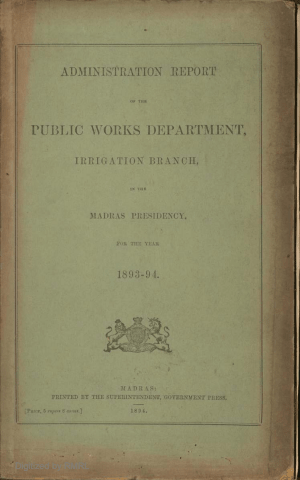 ADMINISTRATION REPORT
OF THE
PUBLIC WORKS DEPARTMENT,
IRRIGATION BRANCH,
IN THE
MADRAS PRESIDENCY,
FOR THE YEAR
1893-94.
MADRAS:
PRINTED BY THE SUPERINTENDENT, GOVERNMENT PRESS.
1894.